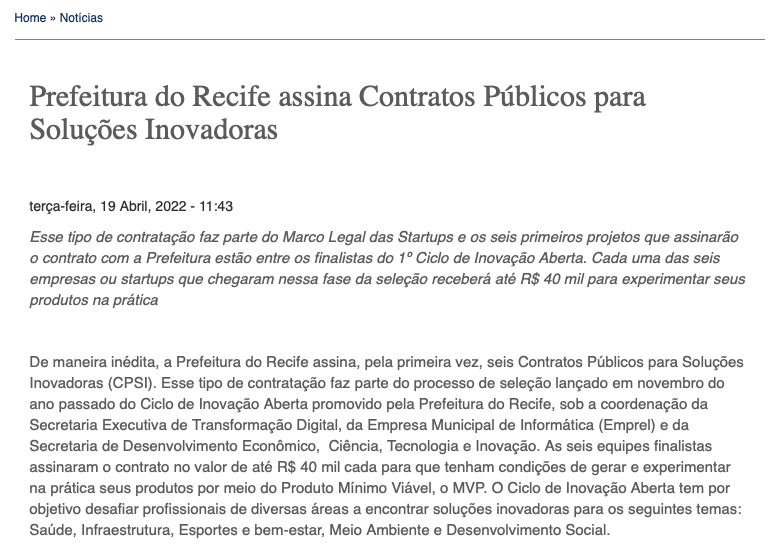 Home » Notícias
Prefeitura do Recife assina Contratos Públicos para
Soluções Inovadoras
terça-feira, 19 Abril, 2022 - 11:43
Esse tipo de contratação faz parte do Marco Legal das Startups e os seis primeiros projetos que assinarão
o contrato com a Prefeitura estão entre os finalistas do 1º Ciclo de Inovação Aberta. Cada uma das seis
empresas ou startups que chegaram nessa fase da seleção receberá até R$ 40 mil para experimentar seus
produtos na prática
De maneira inédita, a Prefeitura do Recife assina, pela primeira vez, seis Contratos Públicos para Soluções
Inovadoras (CPSI). Esse tipo de contratação faz parte do processo de seleção lançado em novembro do
ano passado do Ciclo de Inovação Aberta promovido pela Prefeitura do Recife, sob a coordenação da
Secretaria Executiva de Transformação Digital, da Empresa Municipal de Informática (Emprel) e da
Secretaria de Desenvolvimento Econômico,  Ciência, Tecnologia e Inovação. As seis equipes finalistas
assinaram o contrato no valor de até R$ 40 mil cada para que tenham condições de gerar e experimentar
na prática seus produtos por meio do Produto Mínimo Viável, o MVP. O Ciclo de Inovação Aberta tem por
objetivo desafiar profissionais de diversas áreas a encontrar soluções inovadoras para os seguintes temas:
Saúde, Infraestrutura, Esportes e bem-estar, Meio Ambiente e Desenvolvimento Social.